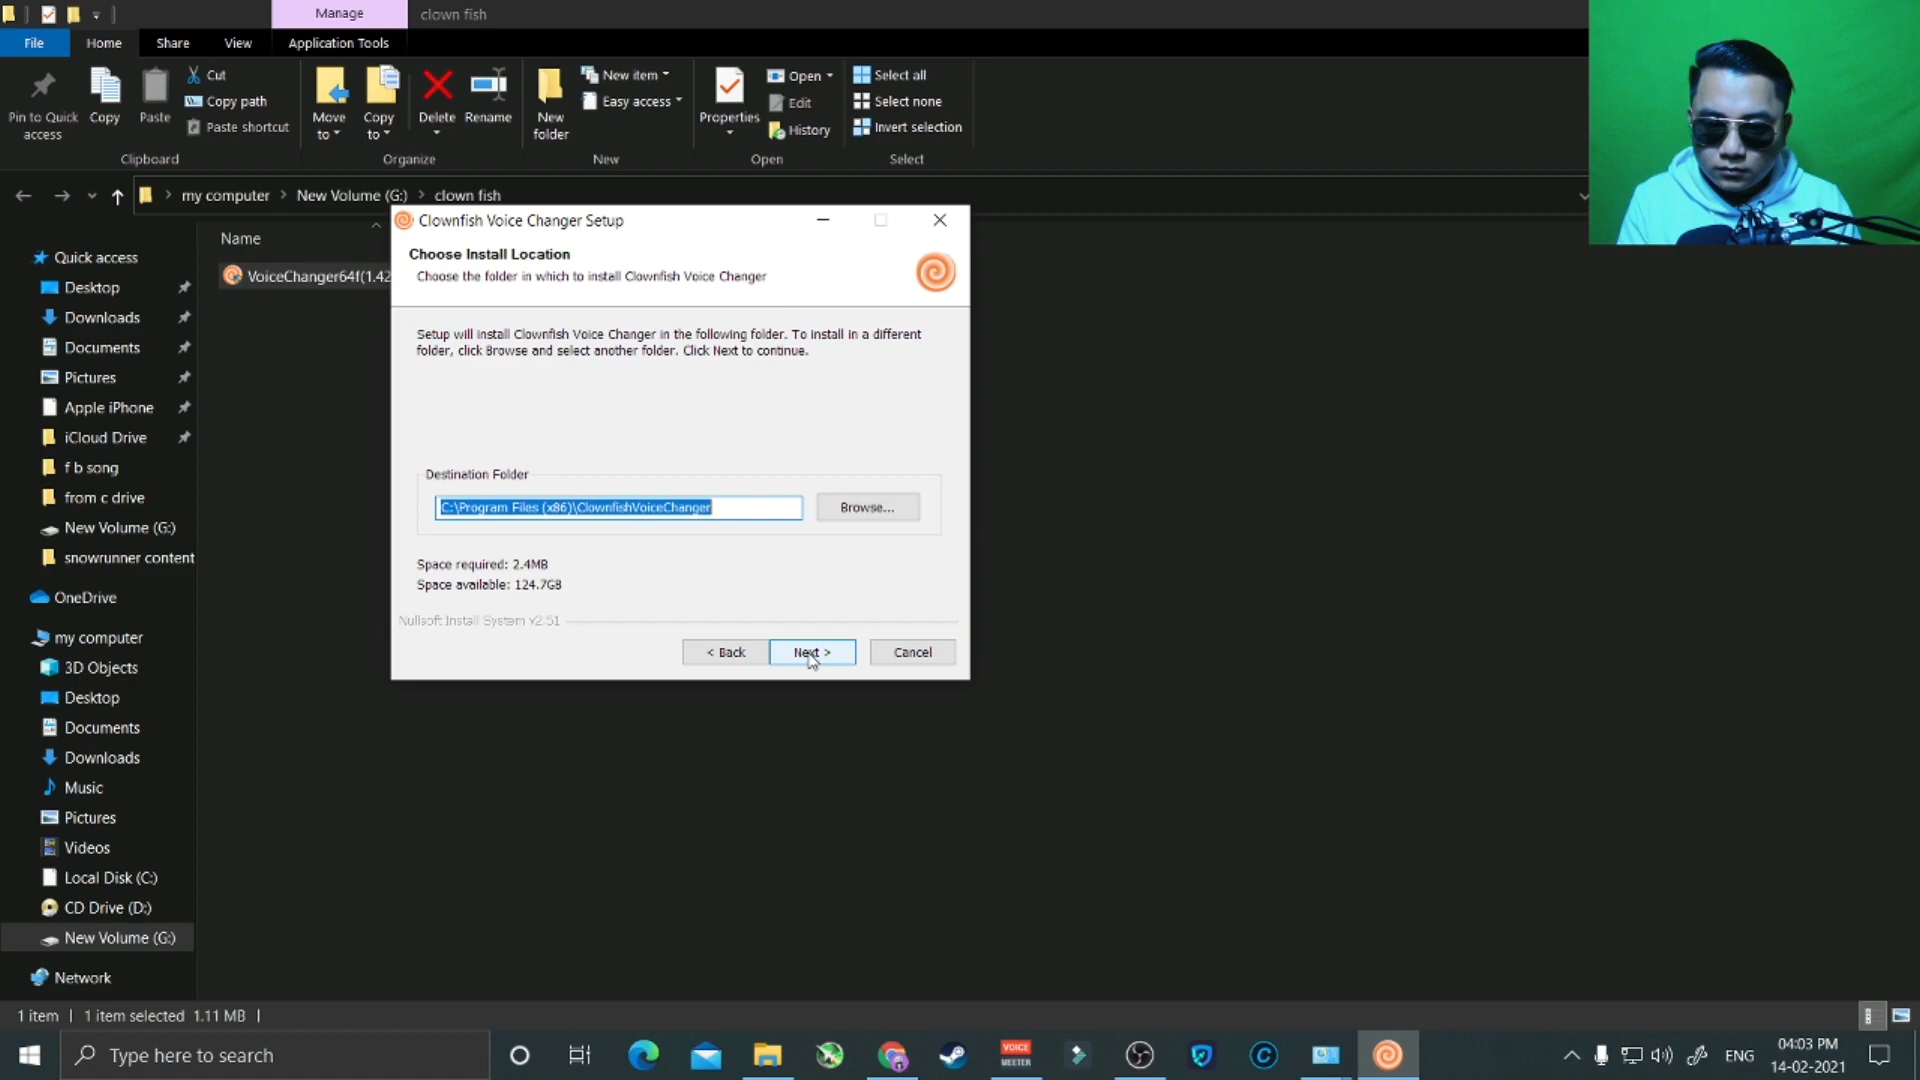 Manage
clown fish
File
Home
Share
View
Application Tools
Pin to Quick access
Copy
Paste
Cut
Copy path
Paste shortcut
Clipboard
Move to
Copy to
Delete
Rename
Organize
New folder
New item
Easy access
New
Properties
Open
Edit
History
Open
Select all
Select none
Invert selection
Select
my computer
New Volume (G:)
clown fish
Name
VoiceChanger64f(1.42
Quick access
Desktop
Downloads
Documents
Pictures
Apple iPhone
iCloud Drive
f b song
from c drive
New Volume (G:)
snowrunner content
OneDrive
my computer
3D Objects
Desktop
Documents
Downloads
Music
Pictures
Videos
Local Disk (C:)
CD Drive (D:)
New Volume (G:)
Network
Clownfish Voice Changer Setup
Choose Install Location
Choose the folder in which to install Clownfish Voice Changer
Setup will install Clownfish Voice Changer in the following folder. To install in a different
folder, click Browse and select another folder. Click Next to continue.
Destination Folder
C:\Program Files (x86)\ClownfishVoiceChanger
Browse...
Space required: 2.4MB
Space available: 124.7GB
Nullsoft Install System v2.51
< Back
Next >
Cancel
1 item
1 item selected 1.11 MB
Type here to search
VOICE
MEETER
ENG
04:03 PM
14-02-2021